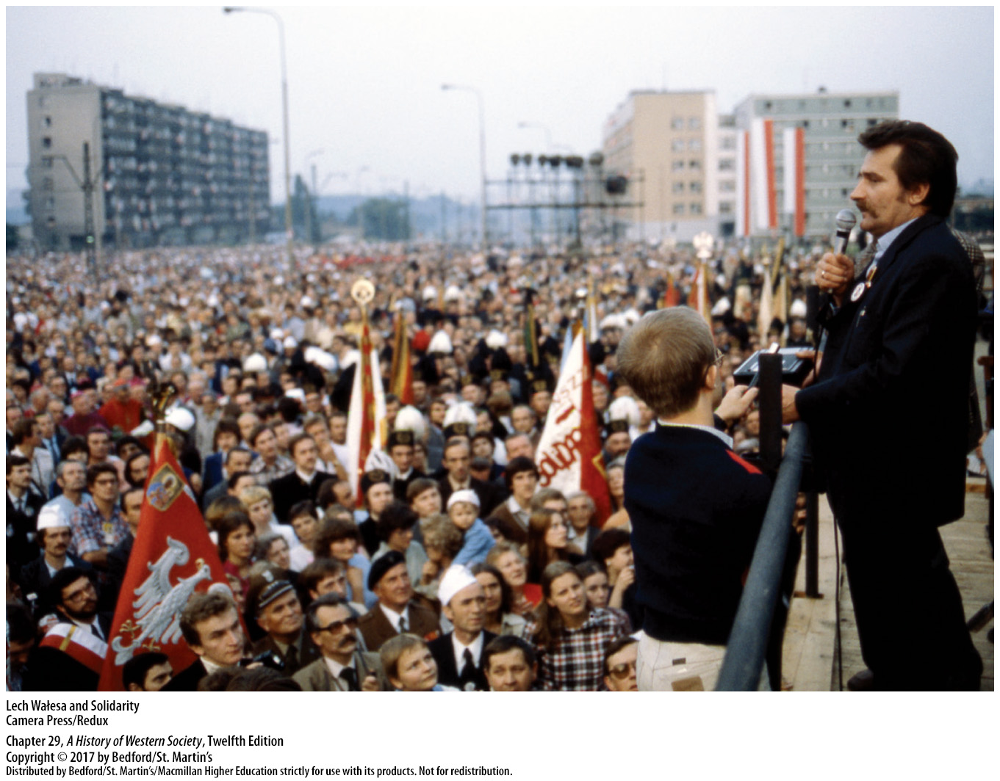 Lech Wałesa and Solidarity
Camera Press/Redux
Chapter 29, A History of Western Society, Twelfth Edition
Copyright © 2017 by Bedford/St. Martin’s
Distributed by Bedford/St. Martin’s/Macmillan Higher Education strictly for use with its products. Not for redistribution.